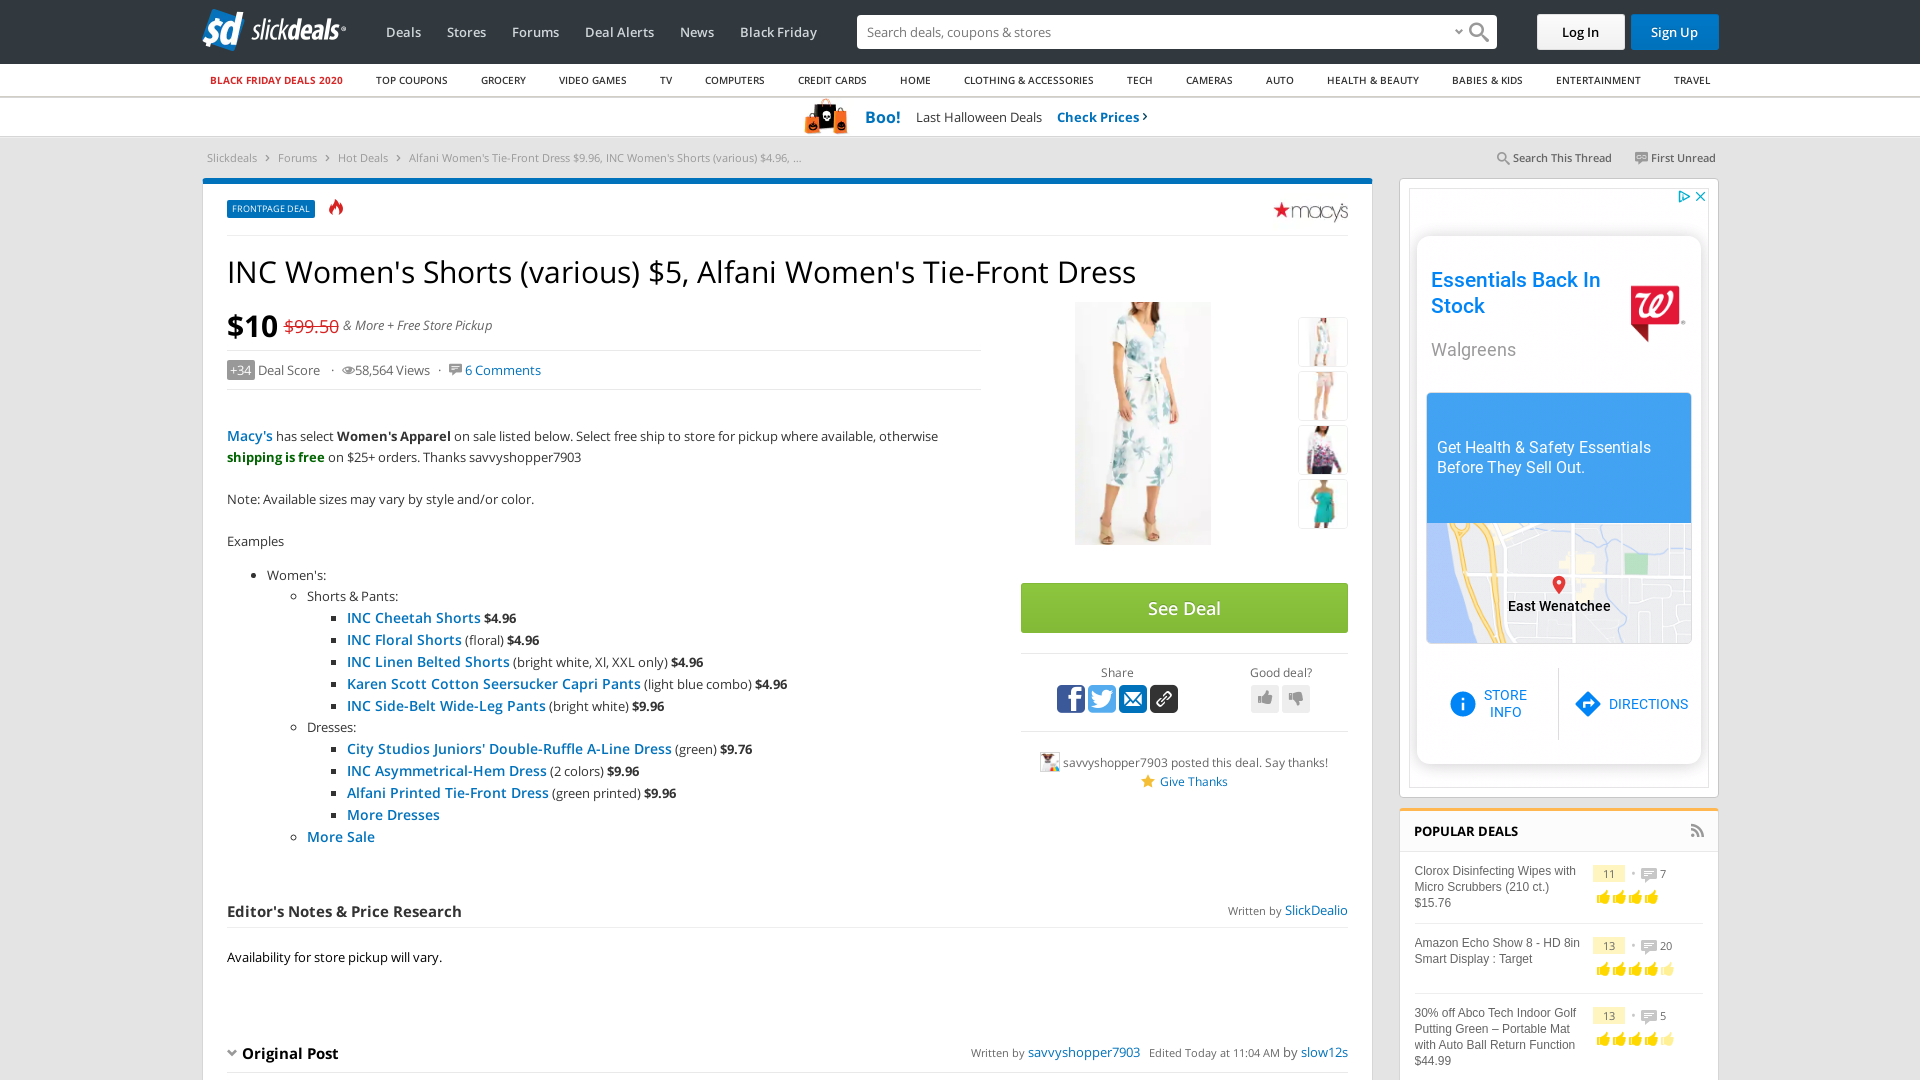 slickdeals
Deals
Stores
Forums
Deal Alerts
News
Black Friday
Search deals, coupons & shops
Log In
Sign Up
BLACK FRIDAY DEALS 2020
TOP COUPONS
GROCERY
VIDEO GAMES
TV
COMPUTERS
CREDIT CARDS
HOME
CLOTHING & ACCESSORIES
TECH
CAMERAS
AUTO
HEALTH & BEAUTY
BABIES & KIDS
ENTERTAINMENT
TRAVEL
Boo! Last Halloween Deals Check Prices
Slickdeals > Forums > Hot Deals > Alfani Women's Tie-Front Dress $9.96, INC Women's Shorts (various) $4.96, ...
Search This Thread
First Unread
FRONTPAGE DEAL
macy's
INC Women's Shorts (various) $5, Alfani Women's Tie-Front Dress
$10 $99.50 & More + Free Store Pickup
+34 Deal Score · 58,564 Views · 6 Comments
Macy's has select Women's Apparel on sale listed below. Select free ship to store for pickup where available, otherwise
shipping is free on $25+ orders. Thanks savvyshopper7903
Note: Available sizes may vary by style and/or color.
Examples
Women's:
Shorts & Pants:
INC Cheetah Shorts $4.96
INC Floral Shorts (floral) $4.96
INC Linen Belted Shorts (bright white, Xl, XXL only) $4.96
Karen Scott Cotton Seersucker Capri Pants (light blue combo) $4.96
INC Side-Belt Wide-Leg Pants (bright white) $9.96
Dresses:
City Studios Juniors' Double-Ruffle A-Line Dress (green) $9.76
INC Asymmetrical-Hem Dress (2 colors) $9.96
Alfani Printed Tie-Front Dress (green printed) $9.96
More Dresses
More Sale
See Deal
Share
Good deal?
savvyshopper7903 posted this deal. Say thanks!
Give Thanks
Editor's Notes & Price Research
Written by SlickDealio
Availability for store pickup will vary.
Original Post
Written by savvyshopper7903 Edited Today at 11:04 AM by slow12s
Essentials Back In
Stock
Walgreens
Get Health & Safety Essentials
Before They Sell Out.
East Wenatchee
STORE
INFO
DIRECTIONS
POPULAR DEALS
Clorox Disinfecting Wipes with
Micro Scrubbers (210 ct.)
$15.76
11 • 7
Amazon Echo Show 8 - HD 8in
Smart Display : Target
13 • 20
30% off Abco Tech Indoor Golf
Putting Green – Portable Mat
with Auto Ball Return Function
$44.99
13 • 5